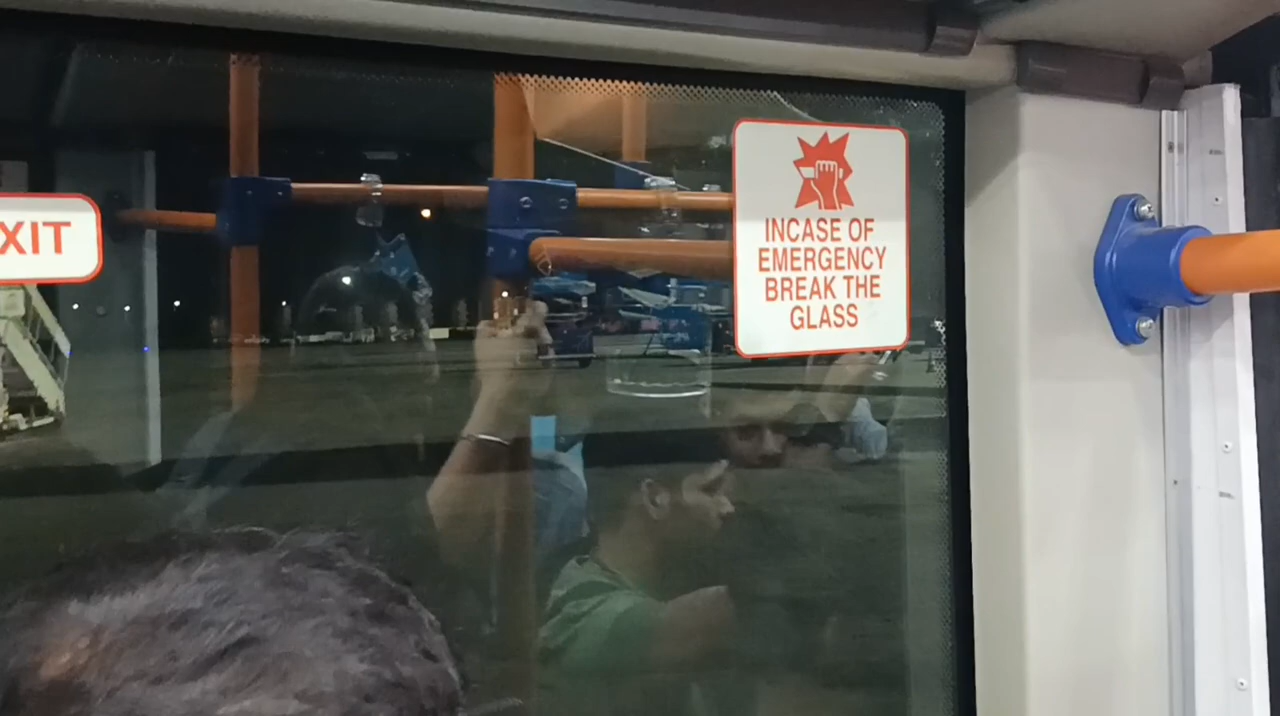 XIT
INCASE OF
EMERGENCY
BREAK THE
GLASS